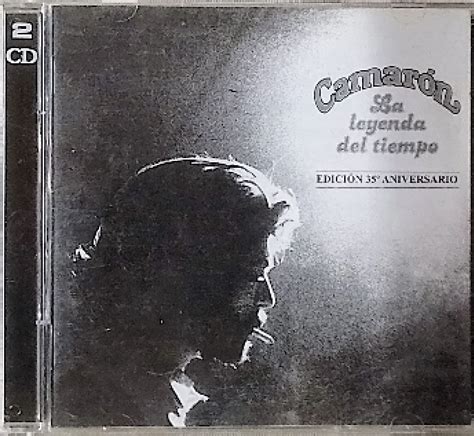 2
CD
Camarón
La
leyenda
del tiempo
EDICIÓN 35º ANIVERSARIO